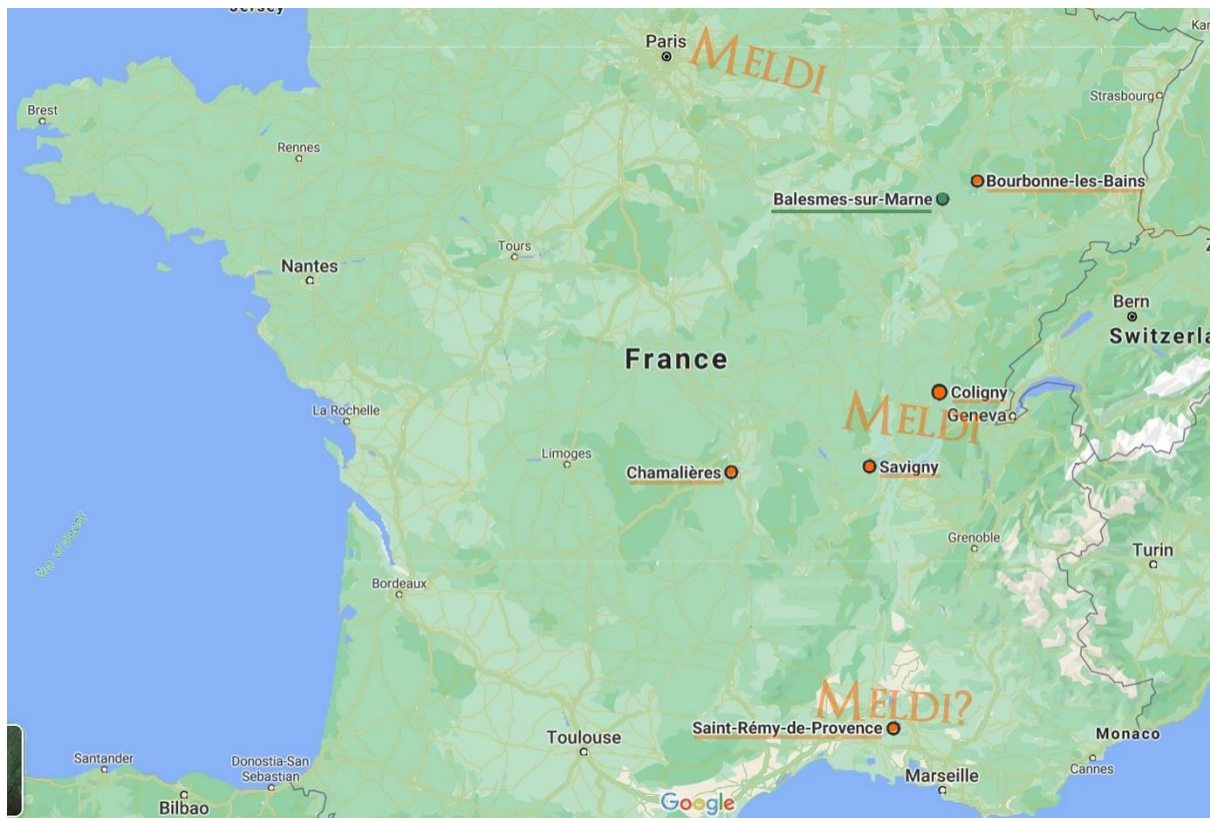 Jersey
Paris
MELDI
Brest
Strasbourg
Rennes
Bourbonne-les-Bains
Balesmes-sur-Marne
Tours
Nantes
Bern
Switzerla
France
Coligny
La Rochelle
MELDI
Geneva
Limoges
Chamalières
Savigny
Grenoble
Turin
Bordeaux
MELDI?
Saint-Rémy-de-Provence
Toulouse
Monaco
Santander
Donostia-San
Sebastian
Cannes
Marseille
Bilbao
Google